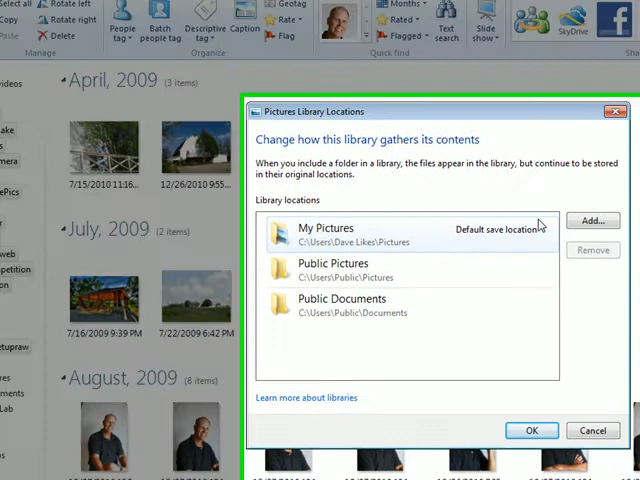 Select all
Copy
Paste
Rotate left
Rotate right
Delete
Manage
People tag
Batch people tag
Descriptive tag
Caption
Geotag
Rate
Flag
Organize
Months
Rated
Flagged
Quick find
Text search
Slide show
SkyDrive
April, 2009 (3 items)
7/15/2010 11:16...
12/26/2010 9:55...
July, 2009 (2 items)
7/16/2009 9:39 PM
7/22/2009 6:42 PM
August, 2009 (8 items)
Pictures Library Locations
Change how this library gathers its contents
When you include a folder in a library, the files appear in the library, but continue to be stored
in their original locations.
Library locations
My Pictures
Default save location
C:\Users\Dave Likes\Pictures
Public Pictures
C:\Users\Public\Pictures
Public Documents
C:\Users\Public\Documents
Add...
Remove
Learn more about libraries
OK
Cancel